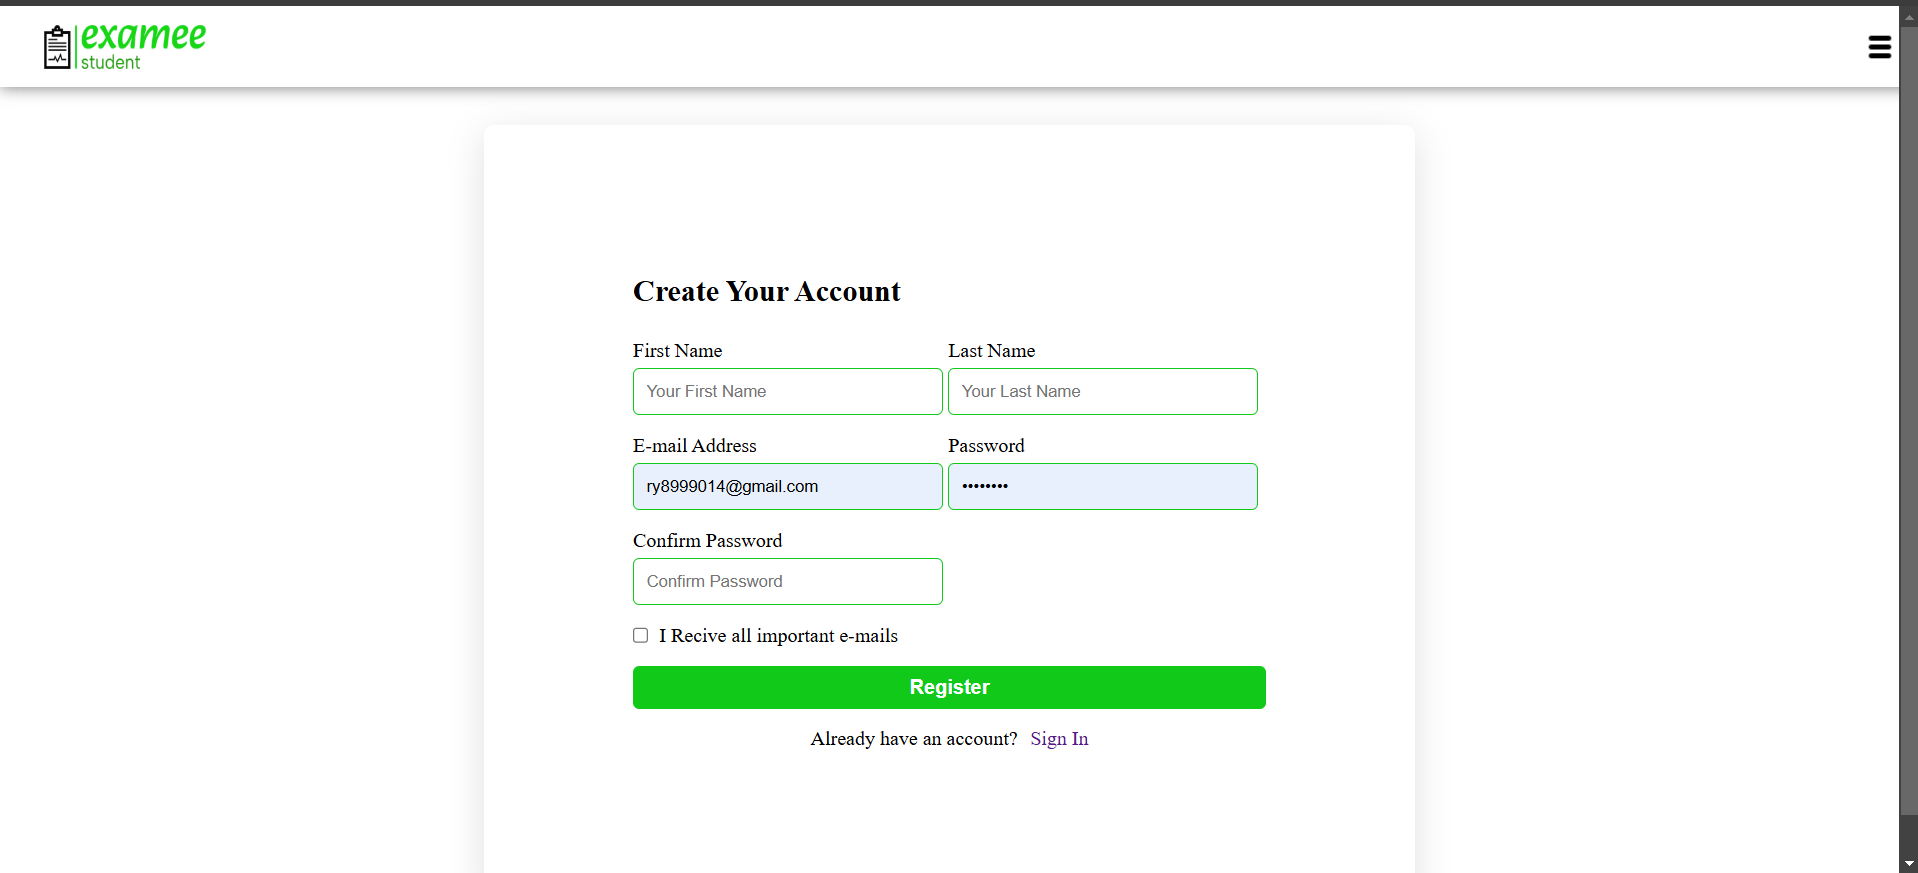 examee
student
Create Your Account
First Name Last Name
Your First Name Your Last Name
E-mail Address Password
ry8999014@gmail.com ••••••••
Confirm Password
Confirm Password
I Recive all important e-mails
Register
Already have an account? Sign In